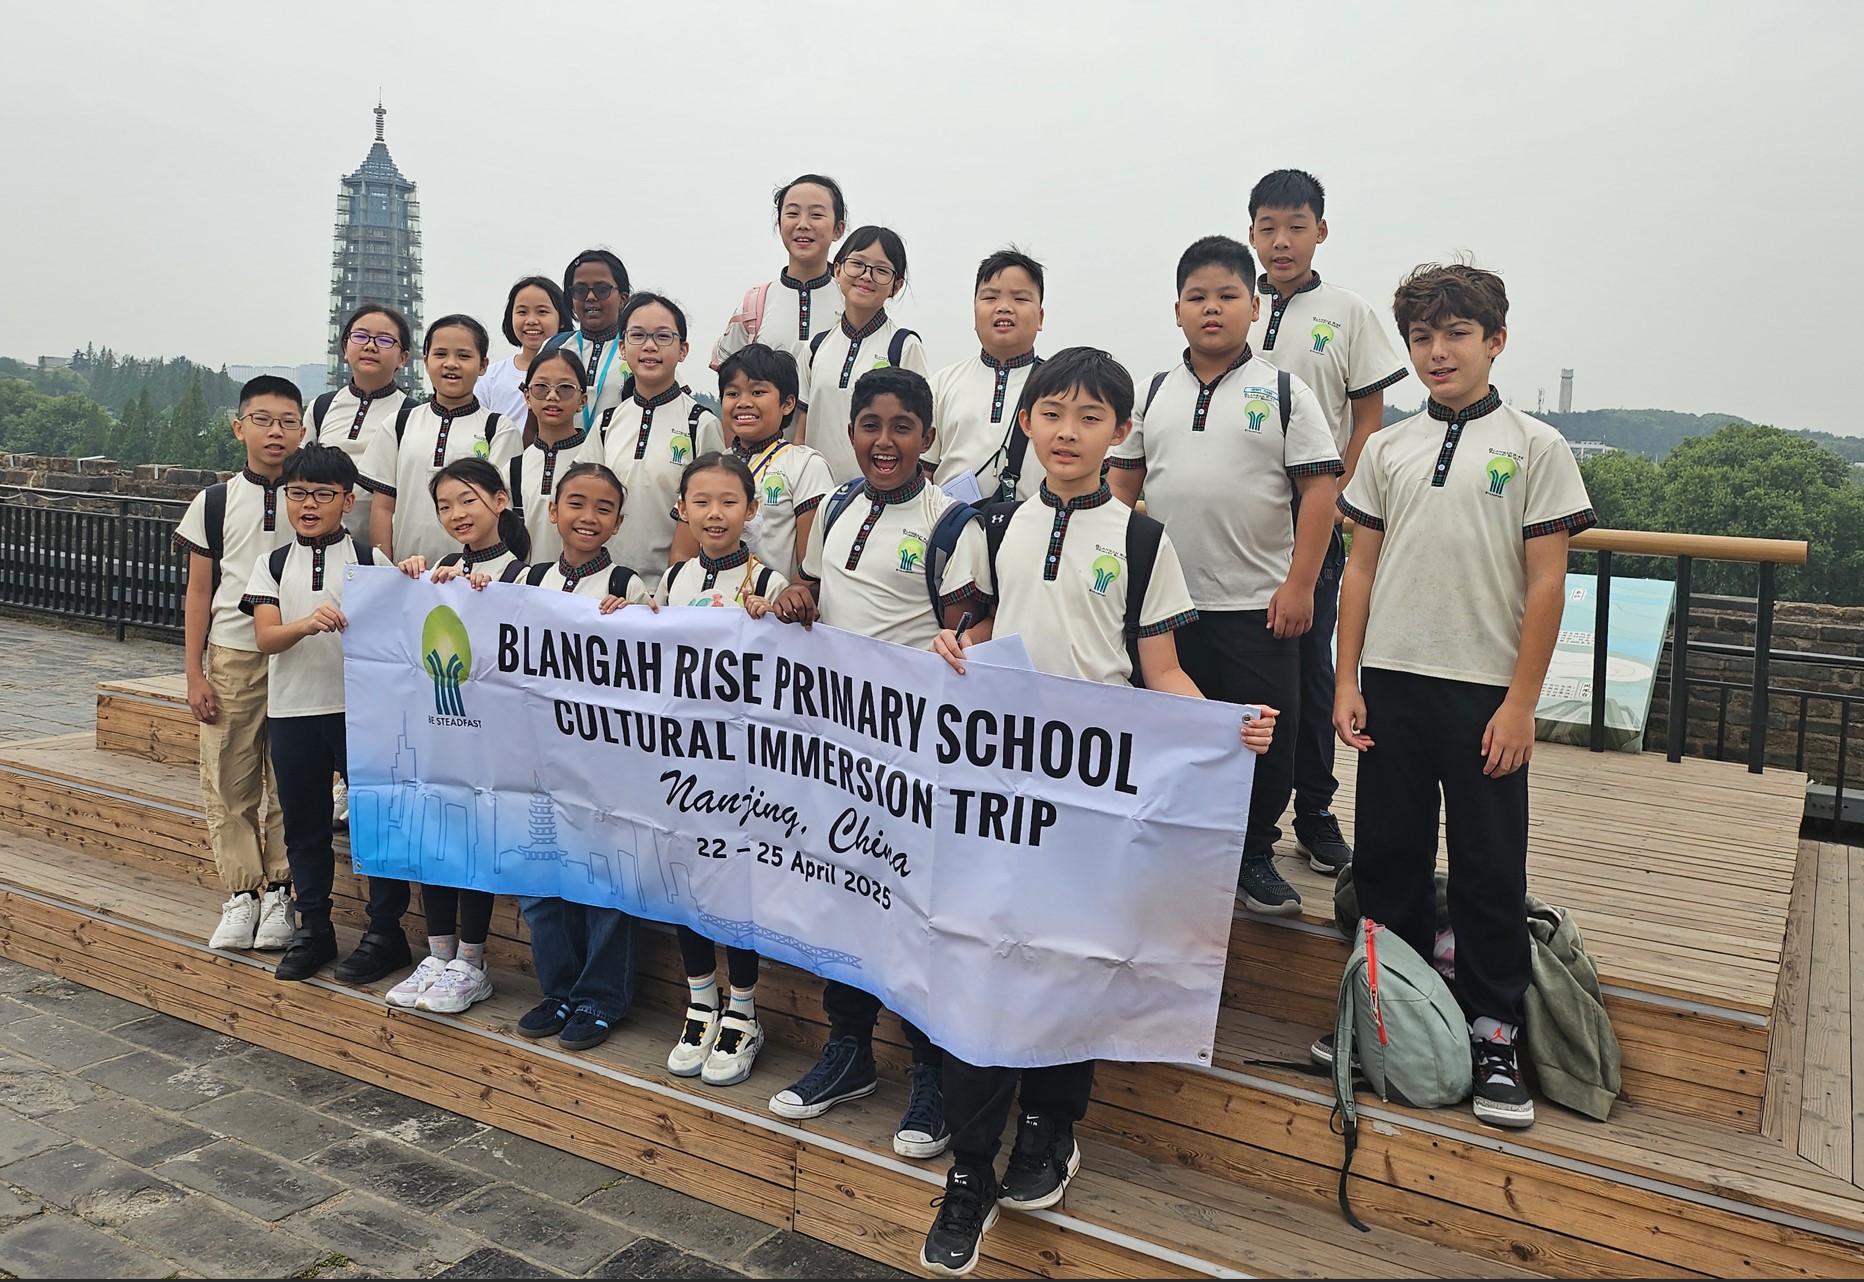 BLANGAH RISE PRIMARY SCHOOL
CULTURAL IMMERSION TRIP
Nanjing, China
22 – 25 April 2025
BE STEADFAST